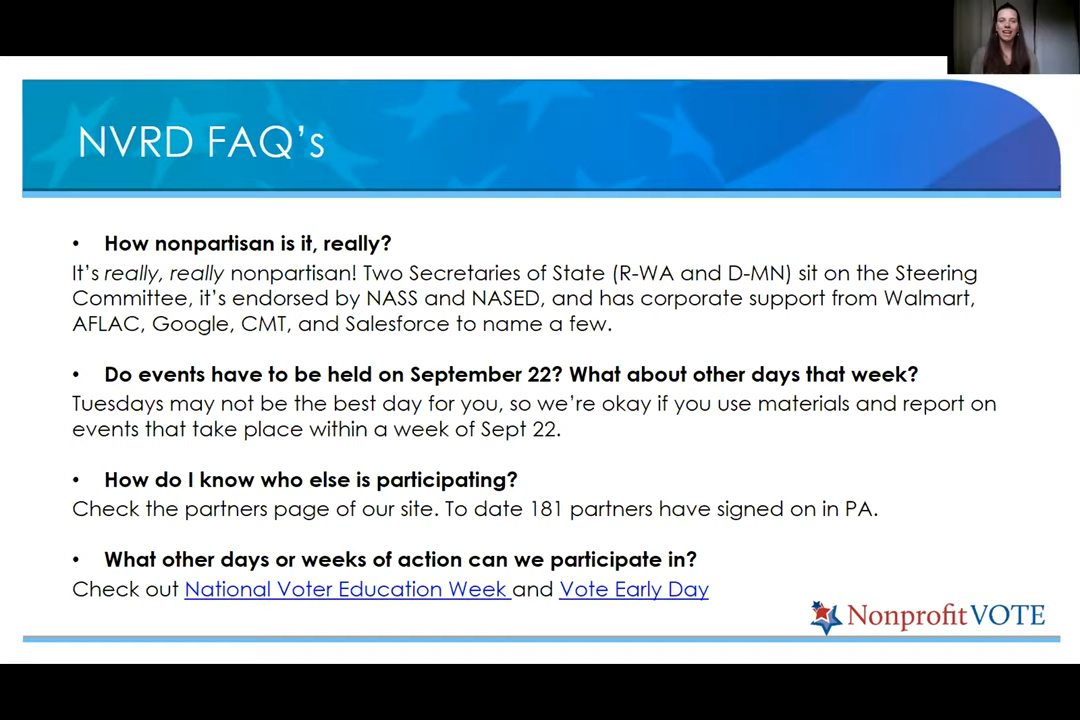 NVRD FAQ's
• How nonpartisan is it, really?
It's really, really nonpartisan! Two Secretaries of State (R-WA and D-MN) sit on the Steering
Committee, it's endorsed by NASS and NASED, and has corporate support from Walmart,
AFLAC, Google, CMT, and Salesforce to name a few.
• Do events have to be held on September 22? What about other days that week?
Tuesdays may not be the best day for you, so we're okay if you use materials and report on
events that take place within a week of Sept 22.
• How do I know who else is participating?
Check the partners page of our site. To date 181 partners have signed on in PA.
• What other days or weeks of action can we participate in?
Check out National Voter Education Week and Vote Early Day
NonprofitVOTE